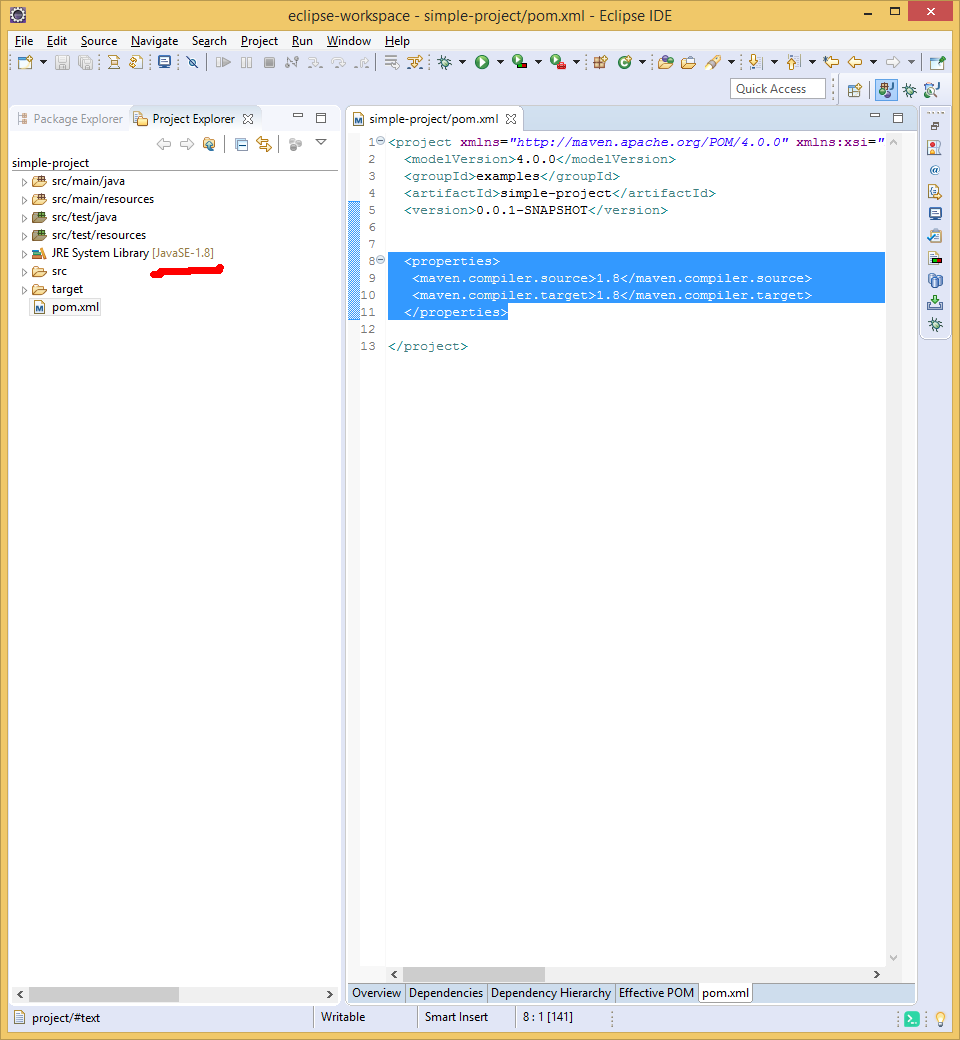 eclipse-workspace - simple-project/pom.xml - Eclipse IDE
File Edit Source Navigate Search Project Run Window Help
Quick Access
Package Explorer Project Explorer
simple-project
src/main/java
src/main/resources
src/test/java
src/test/resources
JRE System Library [JavaSE-1.8]
src
target
pom.xml
simple-project/pom.xml
1 <project xmlns="http://maven.apache.org/POM/4.0.0" xmlns:xsi="
2 <modelVersion>4.0.0</modelVersion>
3 <groupId>examples</groupId>
4 <artifactId>simple-project</artifactId>
5 <version>0.0.1-SNAPSHOT</version>
6
7
8 <properties>
9 <maven.compiler.source>1.8</maven.compiler.source>
10 <maven.compiler.target>1.8</maven.compiler.target>
11 </properties>
12
13 </project>
Overview Dependencies Dependency Hierarchy Effective POM pom.xml
project/#text Writable Smart Insert 8 : 1 [141]